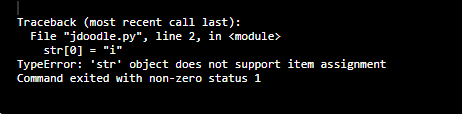 Traceback (most recent call last):
  File "jdoodle.py", line 2, in <module>
    str[0] = "i"
TypeError: 'str' object does not support item assignment
Command exited with non-zero status 1